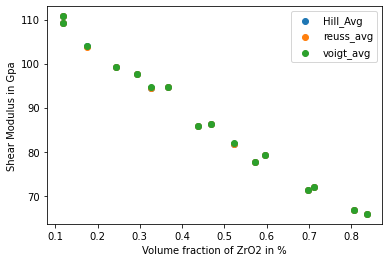 110
100
90
80
70
Shear Modulus in Gpa
Hill_Avg
reuss_avg
voigt_avg
0.1 0.2 0.3 0.4 0.5 0.6 0.7 0.8
Volume fraction of ZrO2 in %